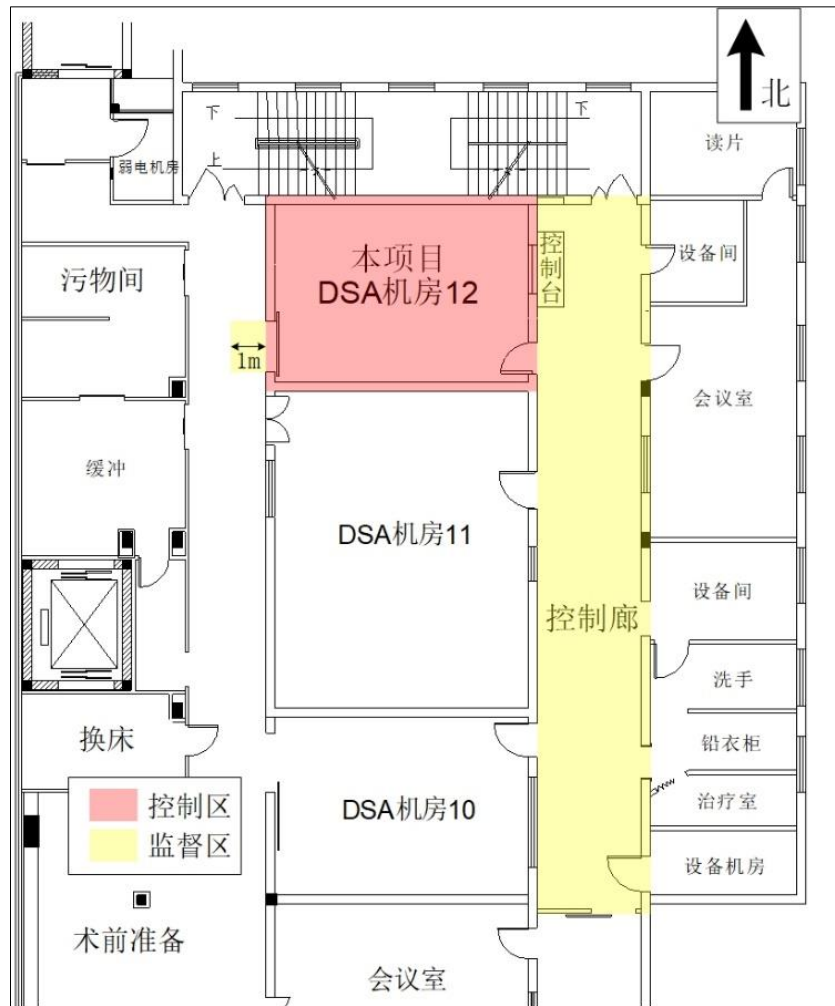 北
下
下
上
弱电机房
读片
本项目
DSA机房12
控制台
设备间
污物间
1m
会议室
缓冲
DSA机房11
设备间
控制廊
洗手
换床
铅衣柜
控制区
监督区
DSA机房10
治疗室
设备机房
术前准备
会议室